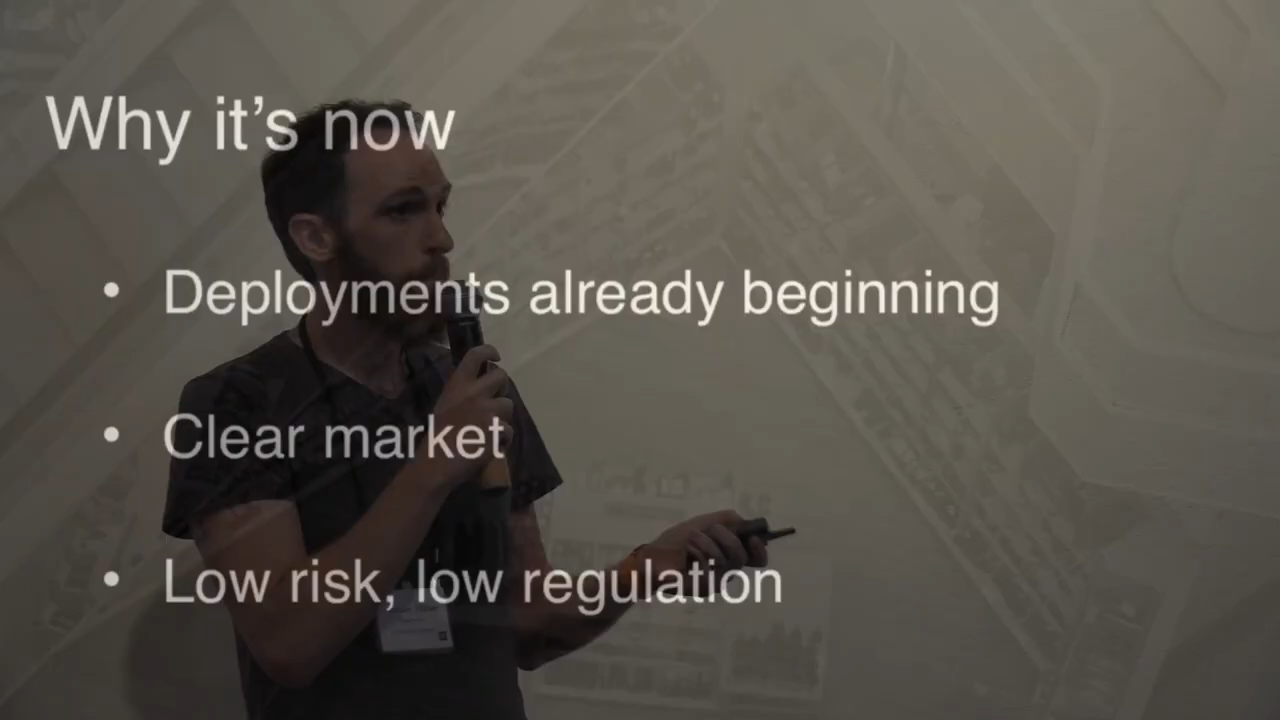 Why it's now
• Deployments already beginning
• Clear market
• Low risk, low regulation